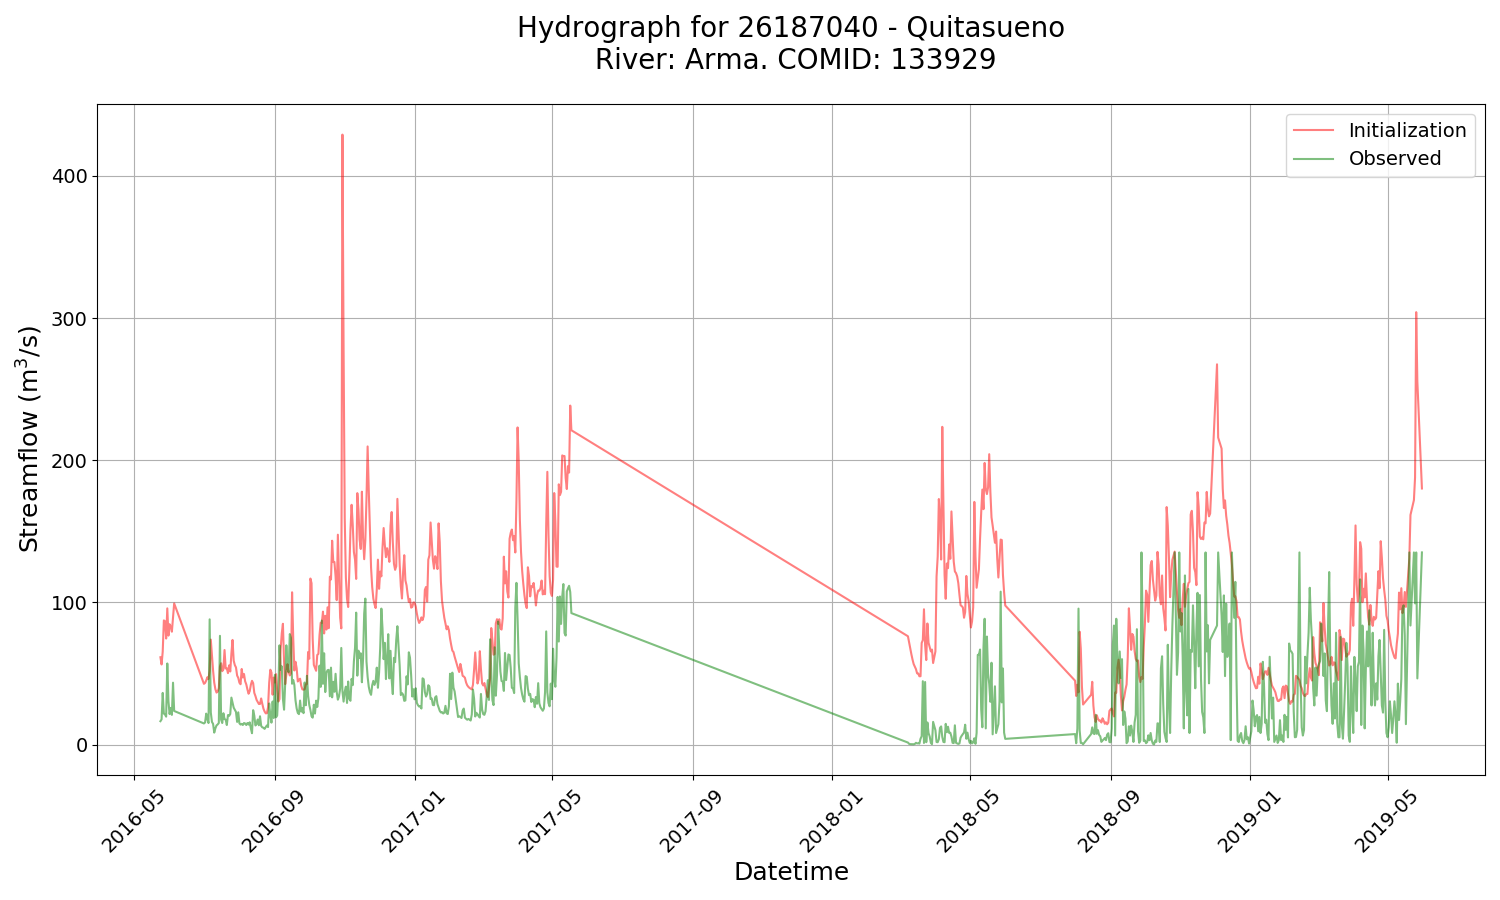 Hydrograph for 26187040 - Quitasueno
River: Arma. COMID: 133929
Initialization
Observed
Streamflow (m³/s)
400
300
200
100
0
2016-05
2016-09
2017-01
2017-05
2017-09
2018-01
2018-05
2018-09
2019-01
2019-05
Datetime